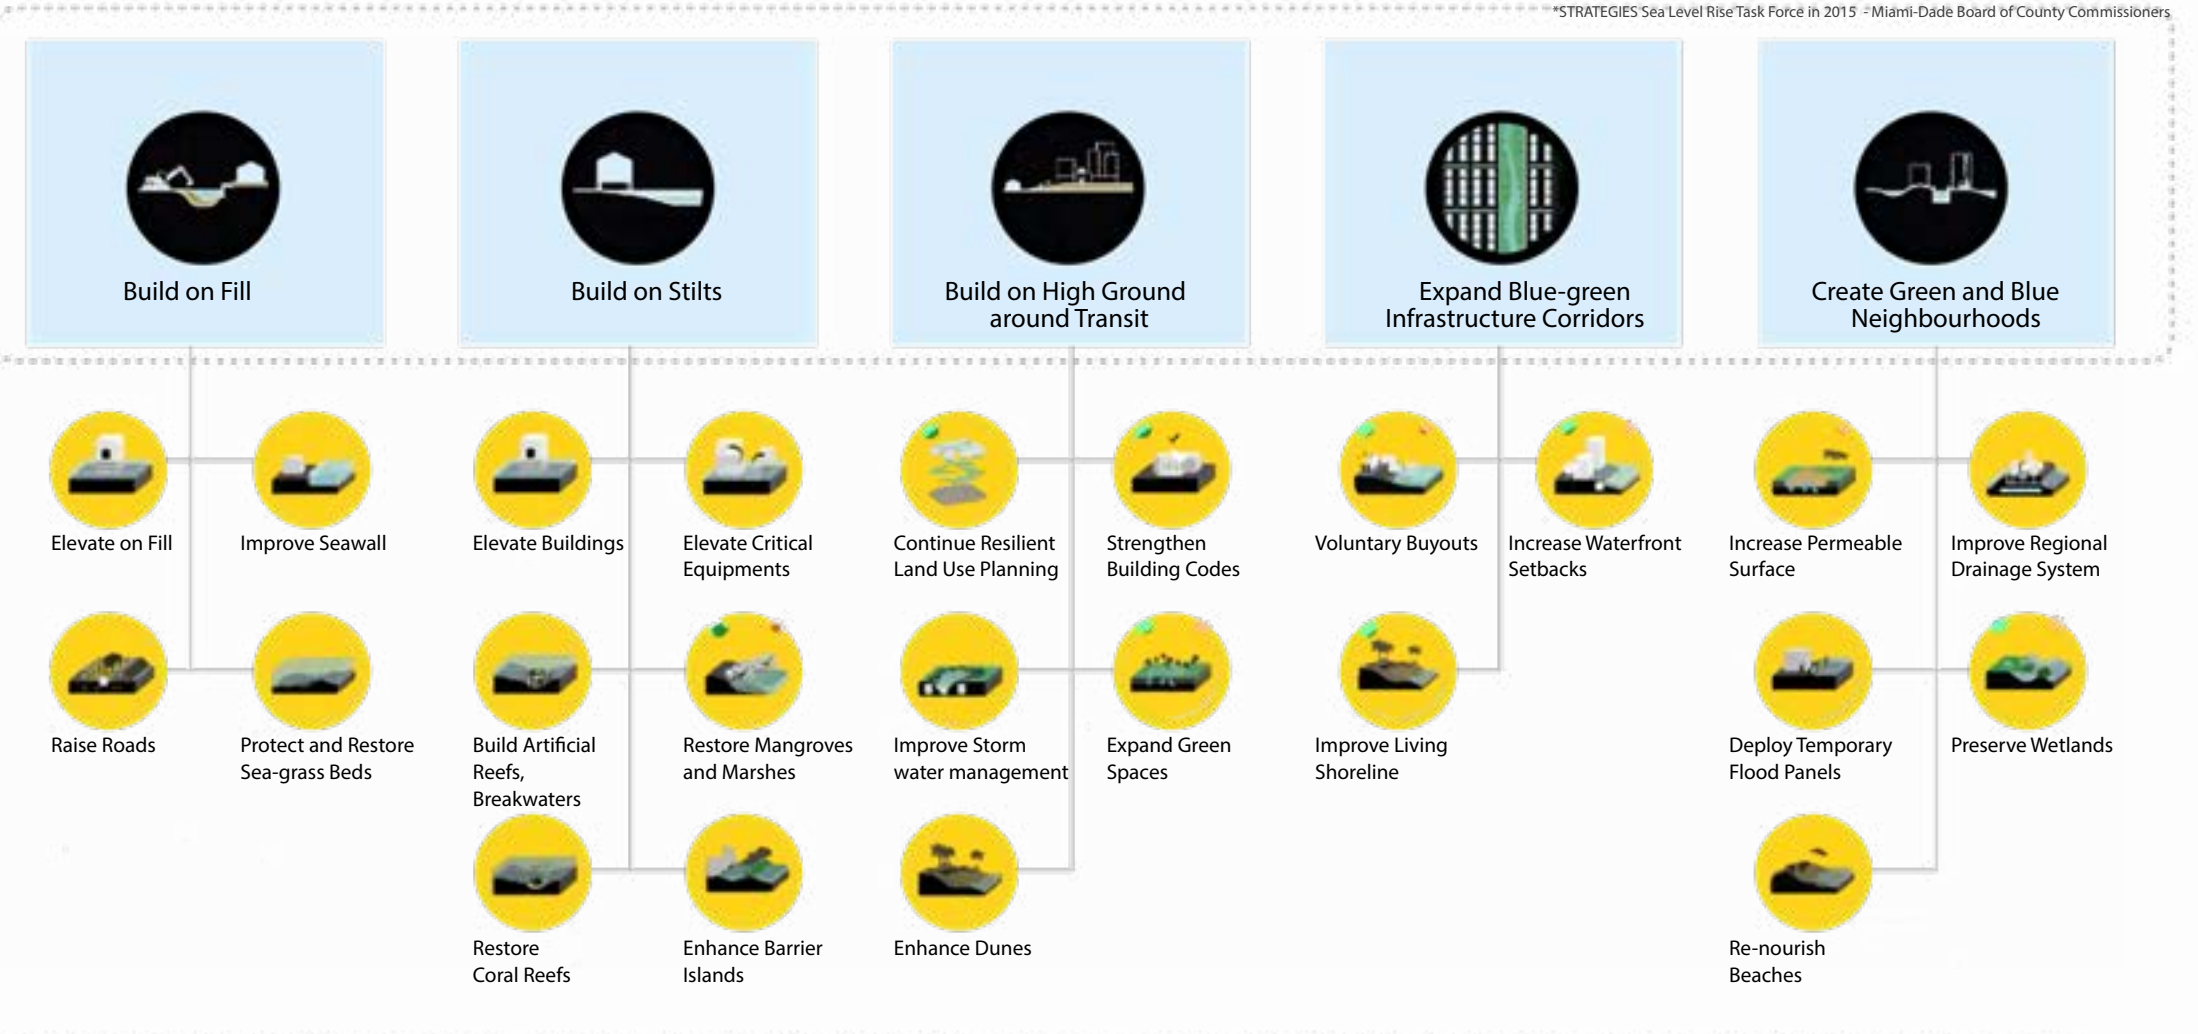 *STRATEGIES Sea Level Rise Task Force in 2015 - Miami-Dade Board of County Commissioners
Build on Fill
Build on Stilts
Build on High Ground
around Transit
Expand Blue-green
Infrastructure Corridors
Create Green and Blue
Neighbourhoods
Elevate on Fill
Improve Seawall
Elevate Buildings
Elevate Critical
Equipments
Continue Resilient
Land Use Planning
Strengthen
Building Codes
Voluntary Buyouts
Increase Waterfront
Setbacks
Increase Permeable
Surface
Improve Regional
Drainage System
Raise Roads
Protect and Restore
Sea-grass Beds
Build Artificial
Reefs,
Breakwaters
Restore Mangroves
and Marshes
Improve Storm
water management
Expand Green
Spaces
Improve Living
Shoreline
Deploy Temporary
Flood Panels
Preserve Wetlands
Restore
Coral Reefs
Enhance Barrier
Islands
Enhance Dunes
Re-nourish
Beaches